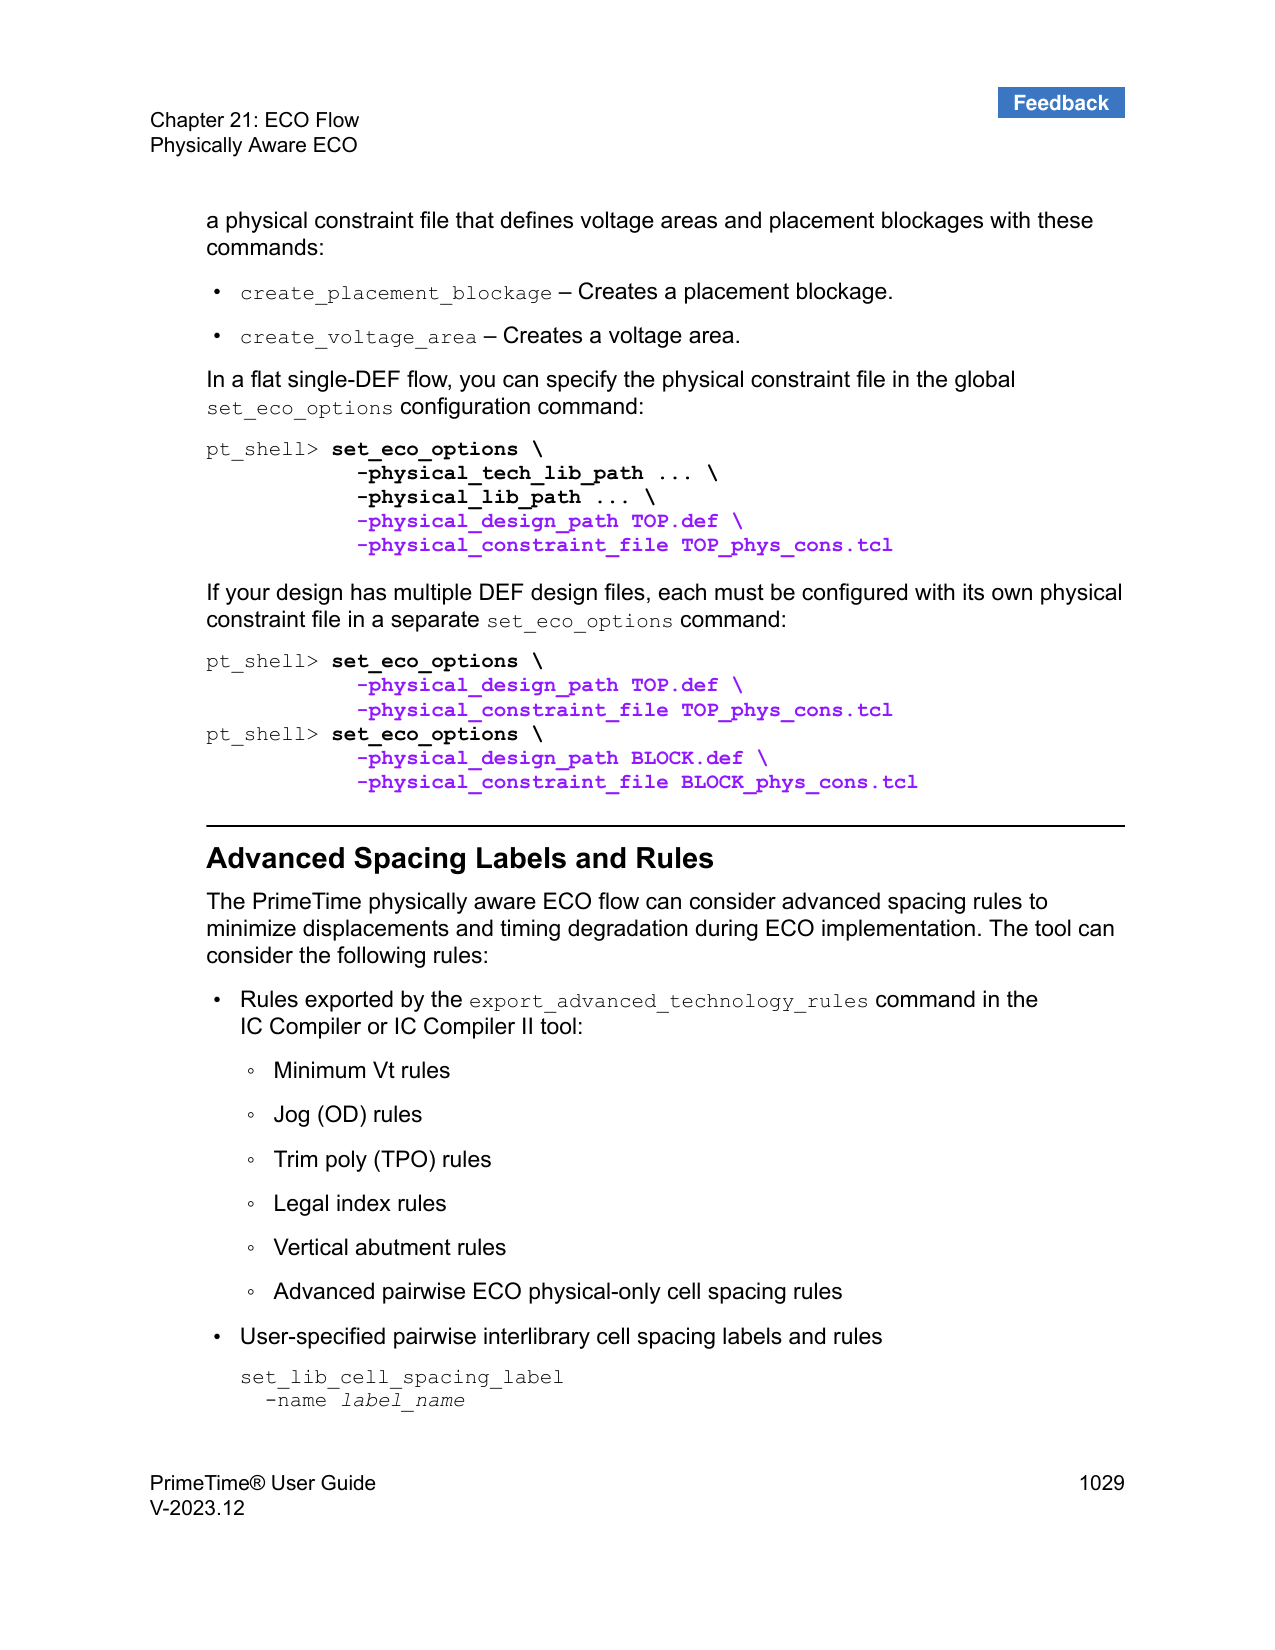 Feedback
Chapter 21: ECO Flow
Physically Aware ECO
a physical constraint file that defines voltage areas and placement blockages with these
commands:
• create_placement_blockage – Creates a placement blockage.
• create_voltage_area – Creates a voltage area.
In a flat single-DEF flow, you can specify the physical constraint file in the global
set_eco_options configuration command:
pt_shell> set_eco_options \
-physical_tech_lib_path ... \
-physical_lib_path ... \
-physical_design_path TOP.def \
-physical_constraint_file TOP_phys_cons.tcl
If your design has multiple DEF design files, each must be configured with its own physical
constraint file in a separate set_eco_options command:
pt_shell> set_eco_options \
-physical_design_path TOP.def \
-physical_constraint_file TOP_phys_cons.tcl
pt_shell> set_eco_options \
-physical_design_path BLOCK.def \
-physical_constraint_file BLOCK_phys_cons.tcl
Advanced Spacing Labels and Rules
The PrimeTime physically aware ECO flow can consider advanced spacing rules to
minimize displacements and timing degradation during ECO implementation. The tool can
consider the following rules:
• Rules exported by the export_advanced_technology_rules command in the
IC Compiler or IC Compiler II tool:
◦ Minimum Vt rules
◦ Jog (OD) rules
◦ Trim poly (TPO) rules
◦ Legal index rules
◦ Vertical abutment rules
◦ Advanced pairwise ECO physical-only cell spacing rules
• User-specified pairwise interlibrary cell spacing labels and rules
set_lib_cell_spacing_label
-name label_name
PrimeTime® User Guide
V-2023.12
1029